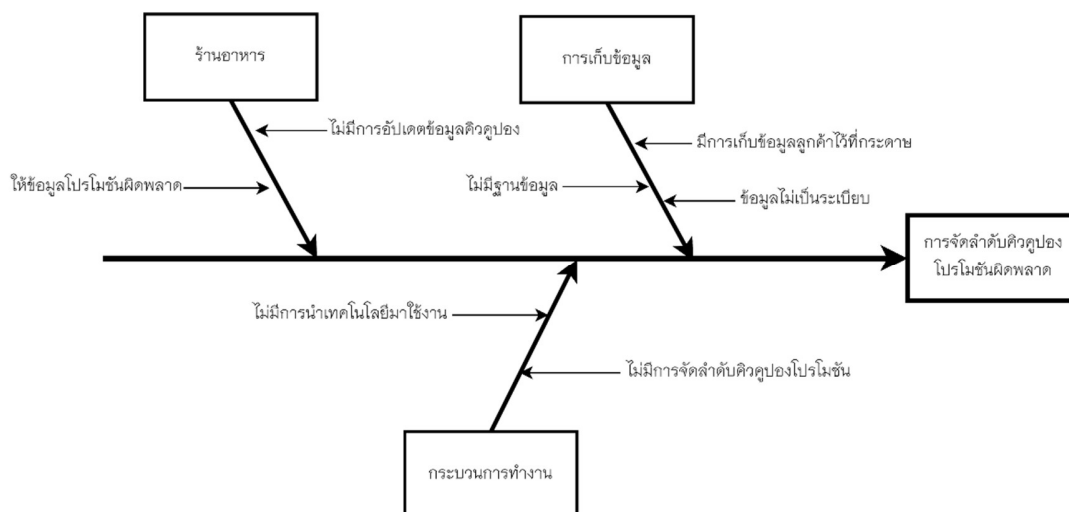 ร้านอาหาร
การเก็บข้อมูล
ไม่มีการอัปเดตข้อมูลคิวคูปอง
มีการเก็บข้อมูลลูกค้าไว้ที่กระดาษ
ให้ข้อมูลโปรโมชันผิดพลาด
ไม่มีฐานข้อมูล
ข้อมูลไม่เป็นระเบียบ
การจัดลำดับคิวคูปอง
โปรโมชันผิดพลาด
ไม่มีการนำเทคโนโลยีมาใช้งาน
ไม่มีการจัดลำดับคิวคูปองโปรโมชัน
กระบวนการทำงาน